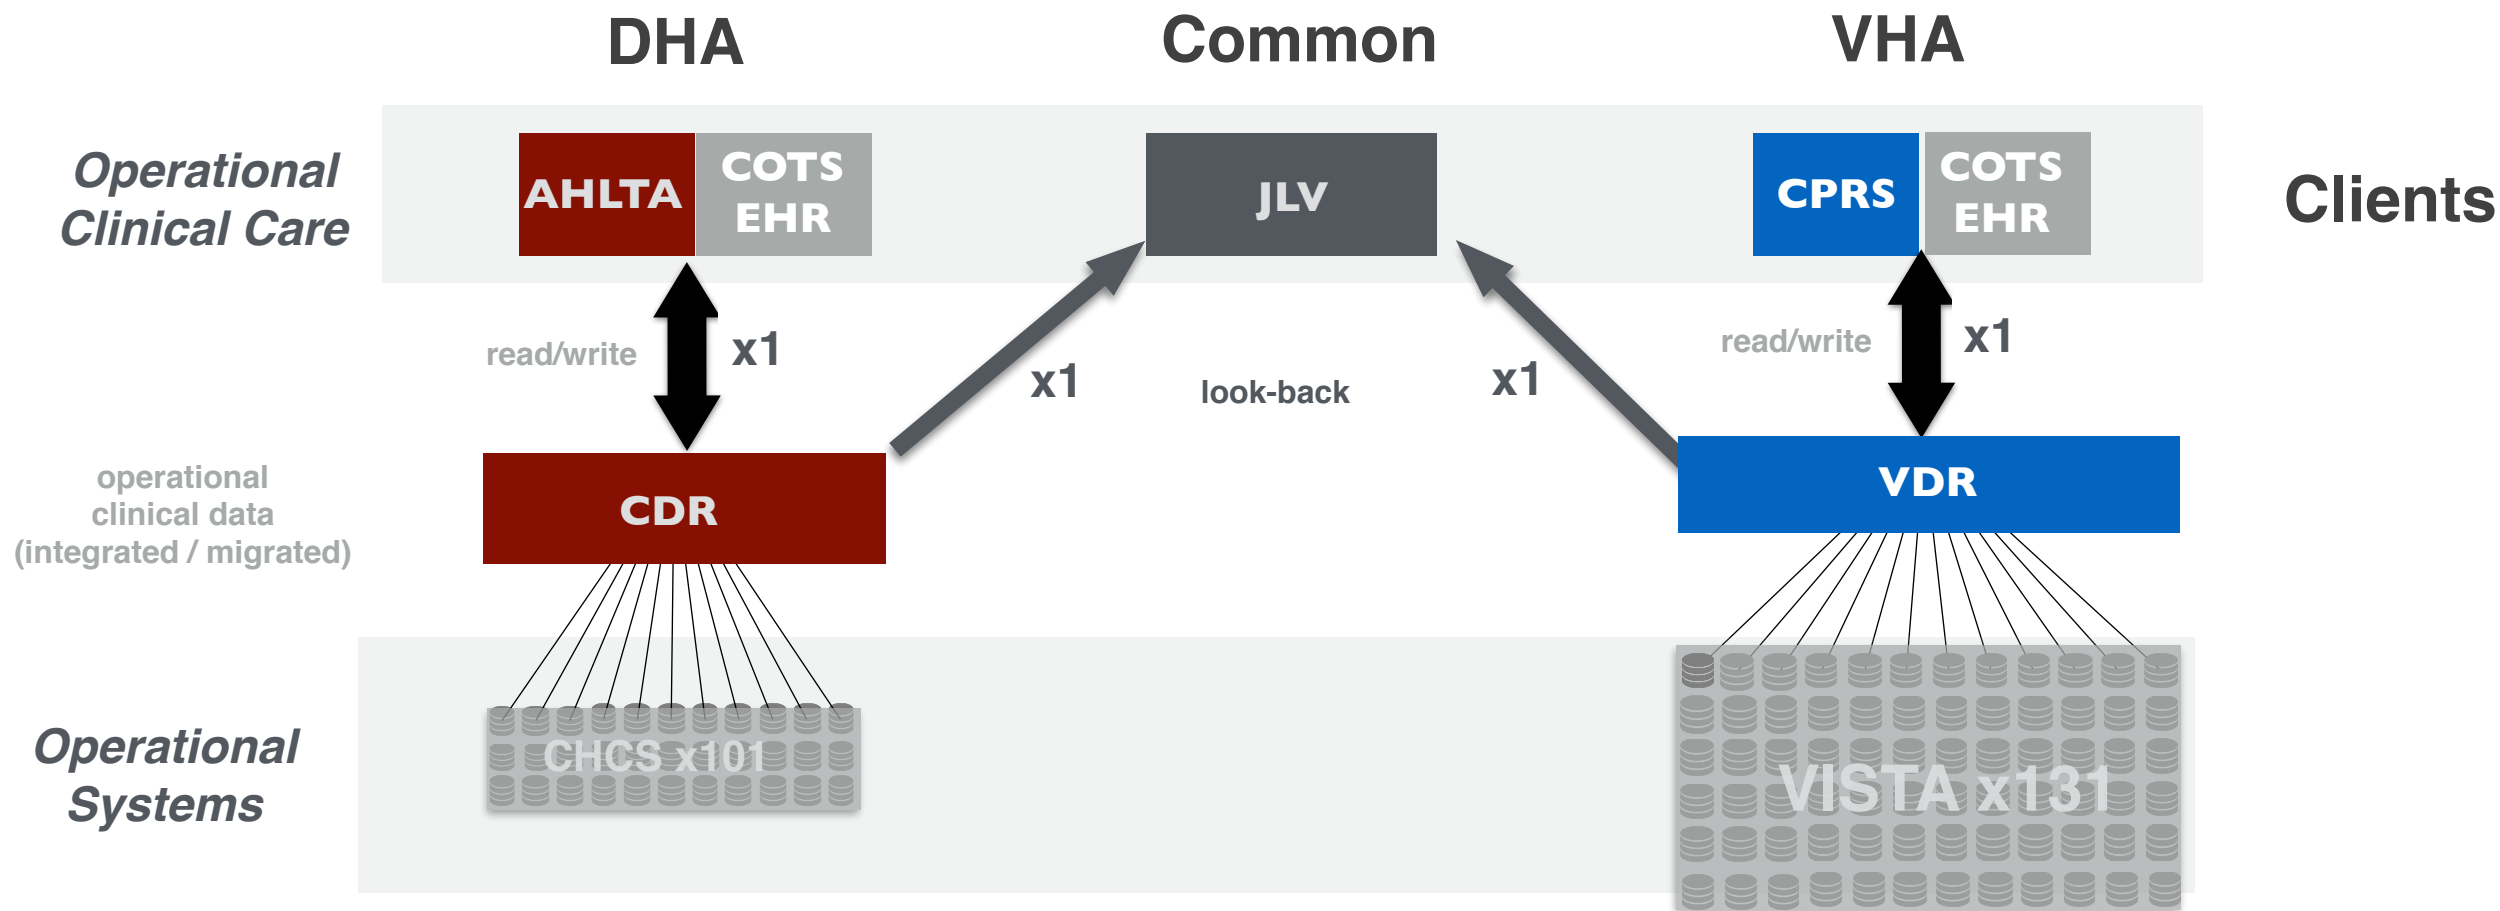 DHA
Common
VHA
Operational
Clinical Care
AHLTA
COTS
EHR
JLV
CPRS
COTS
EHR
Clients
read/write
x1
x1
look-back
x1
read/write
x1
operational
clinical data
(integrated / migrated)
CDR
VDR
Operational
Systems
CHCS x101
VISTA x131